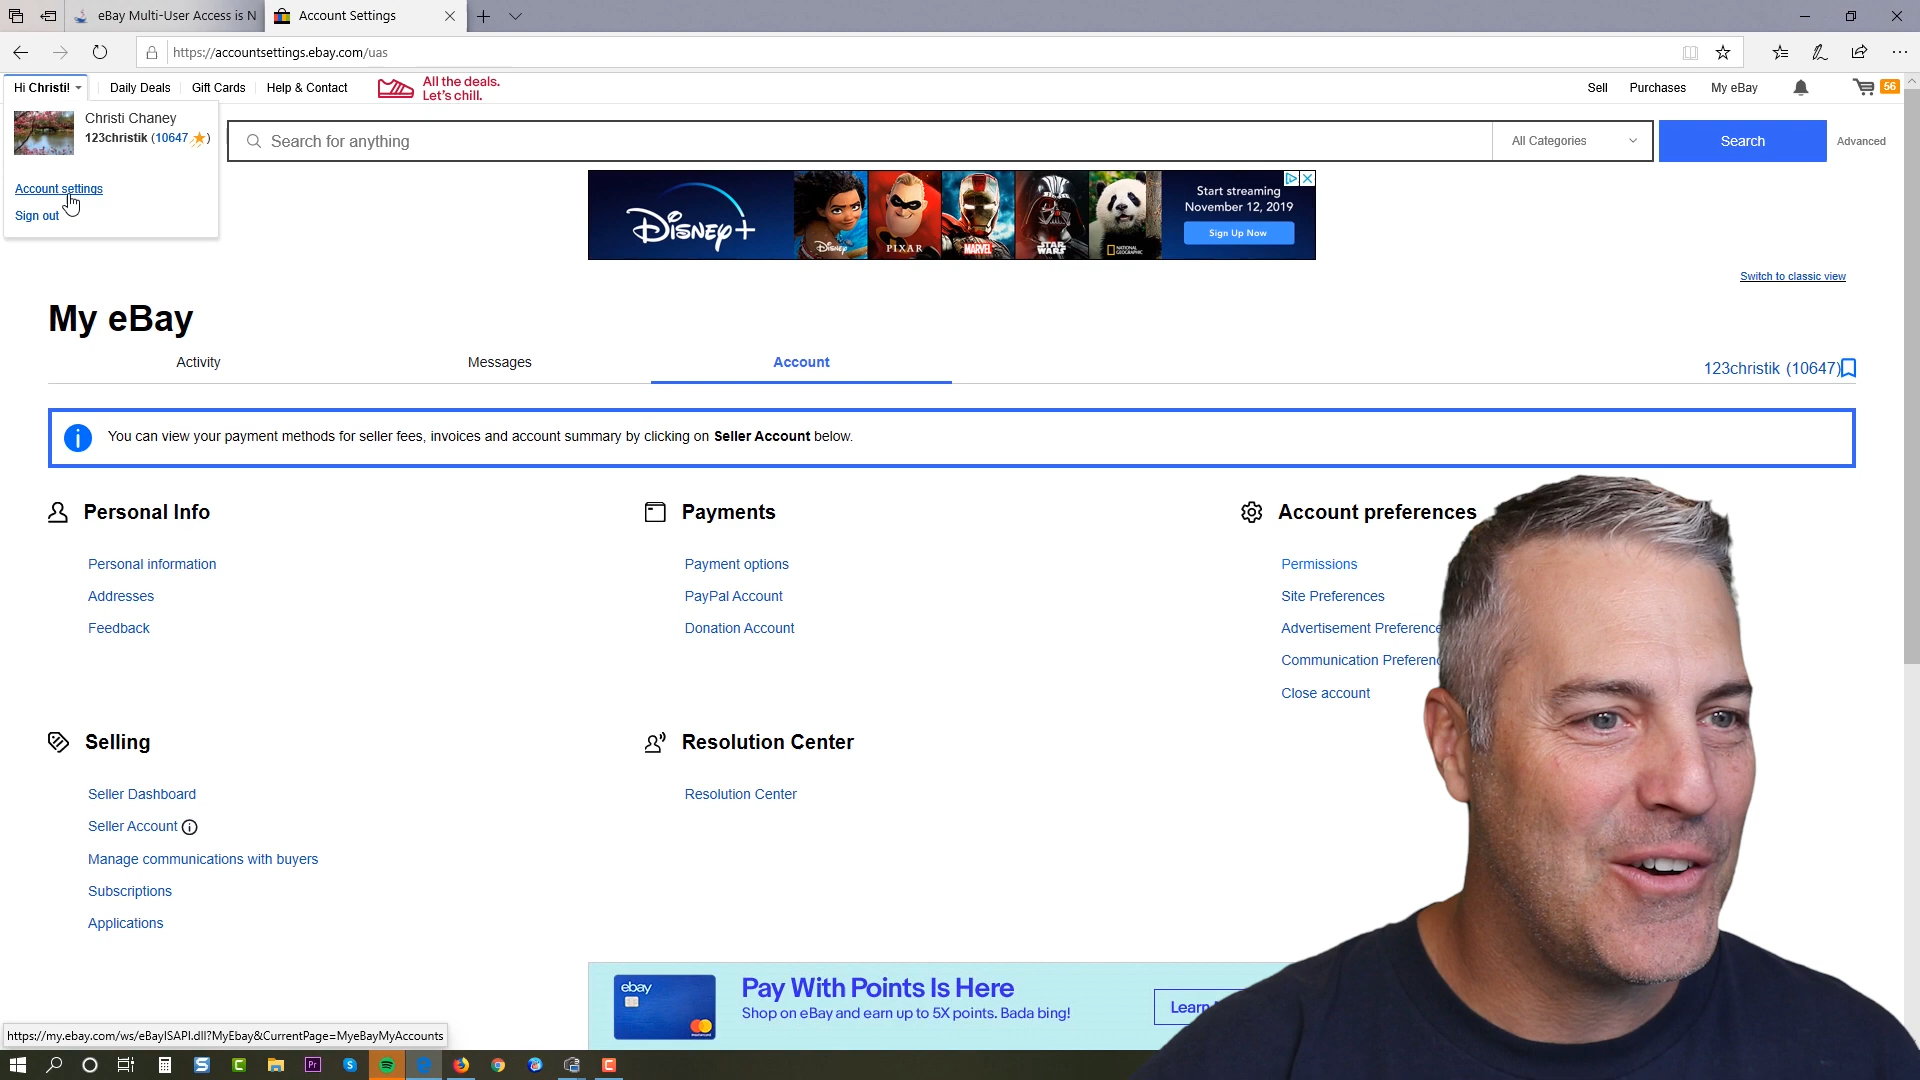 eBay Multi-User Access is N
Account Settings
https://accountsettings.ebay.com/uas
Hi Christi!
Daily Deals
Gift Cards
Help & Contact
All the deals.
Let's chill.
Sell
Purchases
My eBay
56
Christi Chaney
123christik (10647)
Account settings
Sign out
Search for anything
All Categories
Search
Advanced
Disney+
Disney
PIXAR
MARVEL
STAR WARS
NATIONAL GEOGRAPHIC
Start streaming
November 12, 2019
Sign Up Now
Switch to classic view
My eBay
Activity
Messages
Account
123christik (10647)
You can view your payment methods for seller fees, invoices and account summary by clicking on Seller Account below.
Personal Info
Personal information
Addresses
Feedback
Payments
Payment options
PayPal Account
Donation Account
Account preferences
Permissions
Site Preferences
Advertisement Preference
Communication Preferen
Close account
Selling
Seller Dashboard
Seller Account
Manage communications with buyers
Subscriptions
Applications
Resolution Center
Resolution Center
ebay
Pay With Points Is Here
Shop on eBay and earn up to 5X points. Bada bing!
Learn
https://my.ebay.com/ws/eBayISAPI.dll?MyEbay&CurrentPage=MyeBayMyAccounts